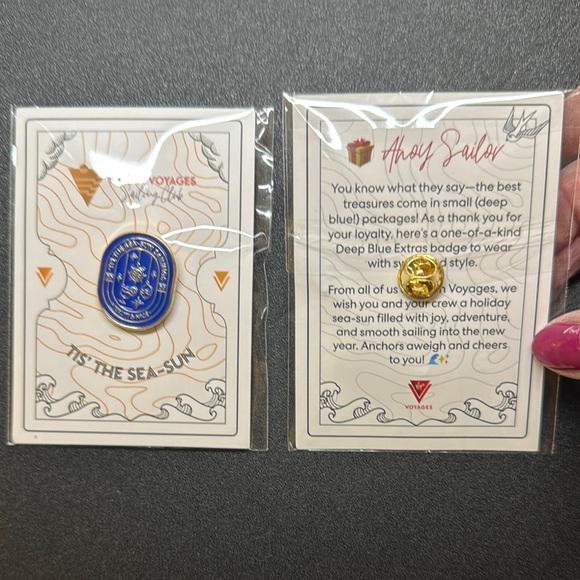 VOYAGES
Sailing Club
TIS' THE SEA-SUN
Ahoy Sailor
You know what they say—the best
treasures come in small (deep
blue!) packages! As a thank you for
your loyalty, here's a one-of-a-kind
Deep Blue Extras badge to wear
with style.
From all of us Voyages, we
wish you and your crew a holiday
sea-sun filled with joy, adventure,
and smooth sailing into the new
year. Anchors aweigh and cheers
to you! 🌊✨
Virgin
VOYAGES